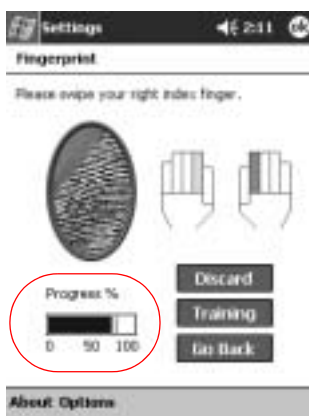 Settings 2:11 ok
Fingerprint
Please swipe your right index finger.
Progress %
0 50 100
Discard
Training
Go Back
About Options